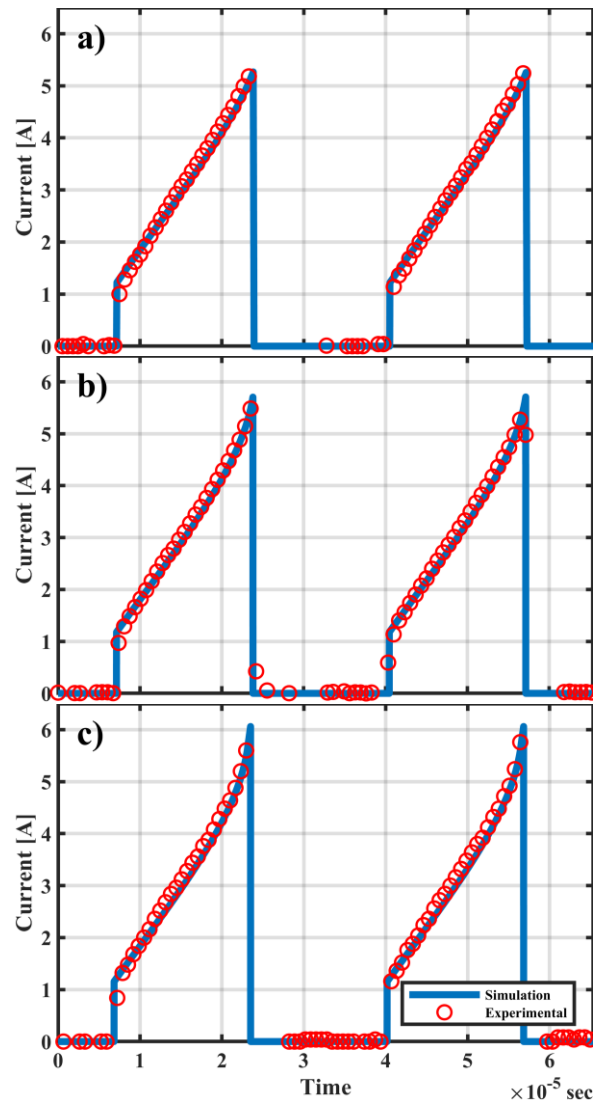 a)
6
5
4
3
2
1
0
Current [A]
b)
6
5
4
3
2
1
0
Current [A]
c)
6
5
4
3
2
1
0
Current [A]
Simulation
Experimental
0 1 2 3 4 5 6
Time
×10⁻⁵ sec